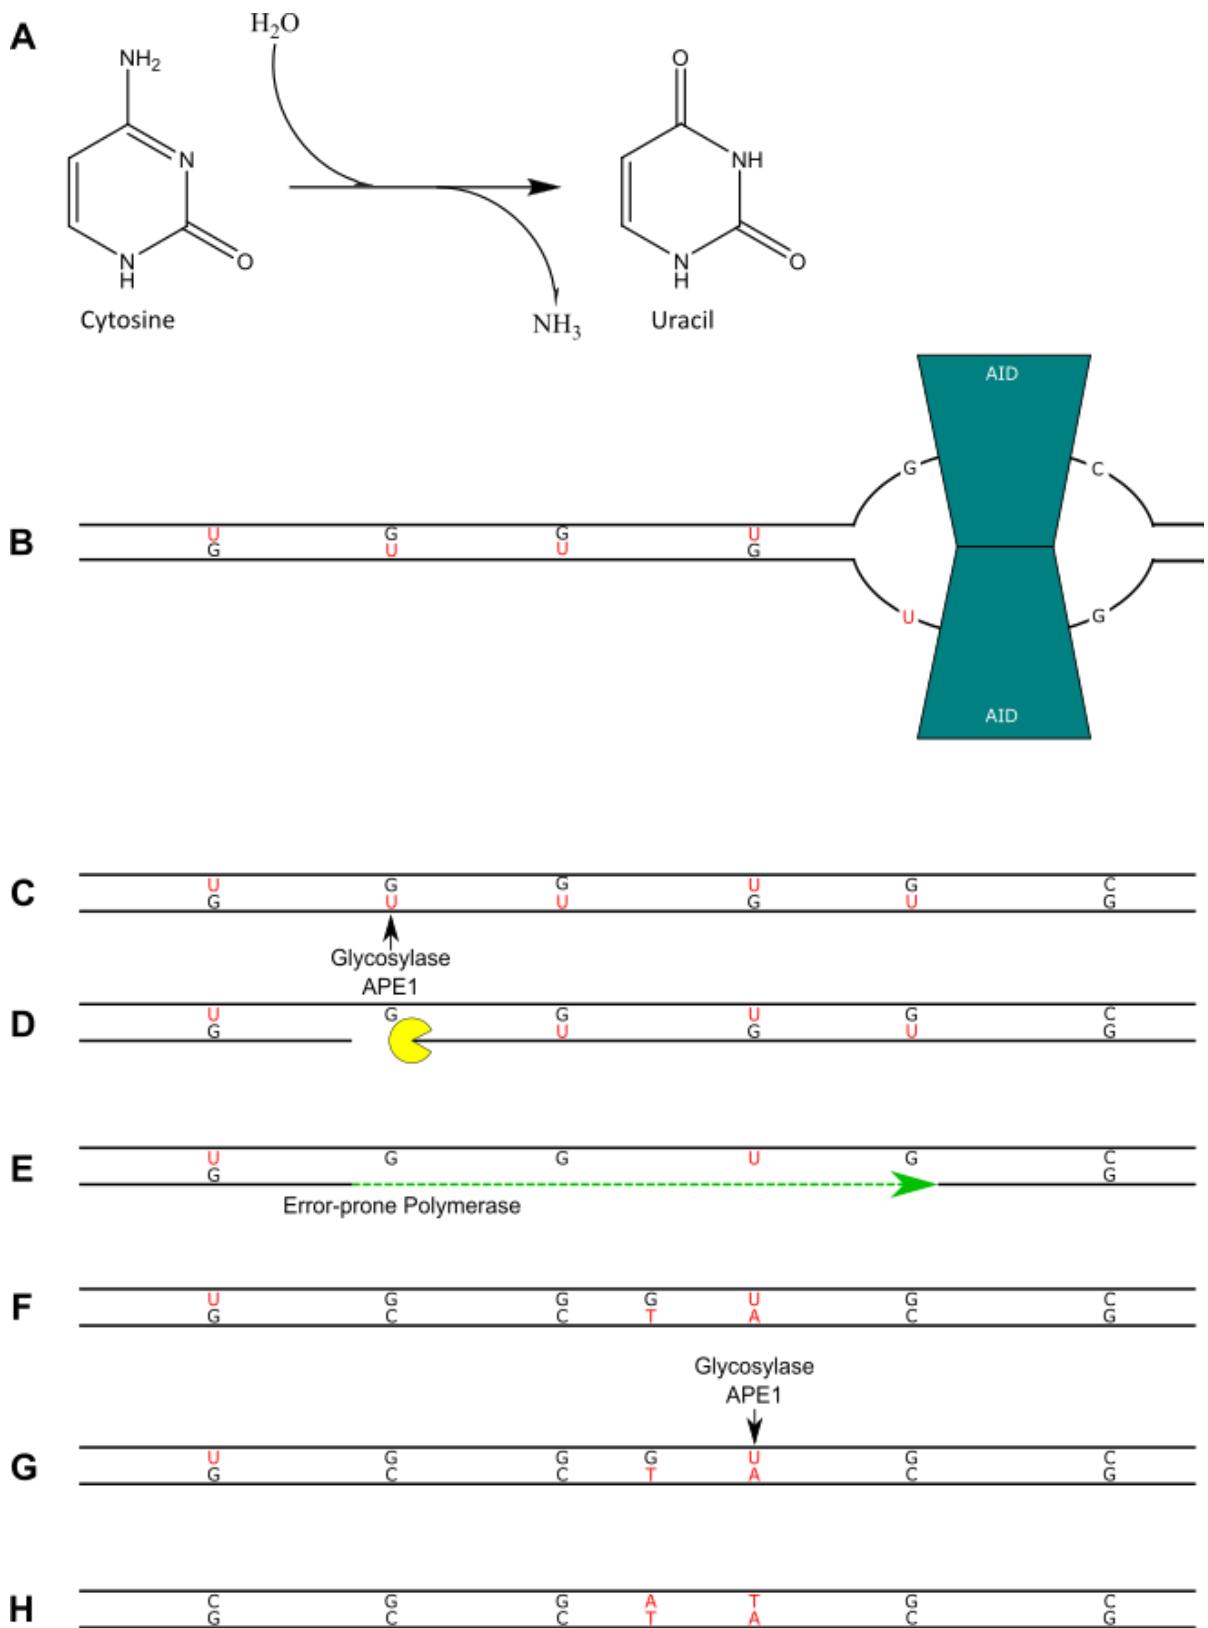 A
H₂O
NH₂
N
N
H
O
Cytosine
NH₃
O
NH
N
H
O
Uracil
B
U G G U
G U U G
G C
U G
AID
AID
C
U G G U G C
G U U G U G
Glycosylase
APE1
D
U G G U G C
G U G U G
E
U G G U G C
G G
Error-prone Polymerase
F
U G G G U G C
G C C T A C G
Glycosylase
APE1
G
U G G G U G C
G C C T A C G
H
C G G A T G C
G C C T A C G